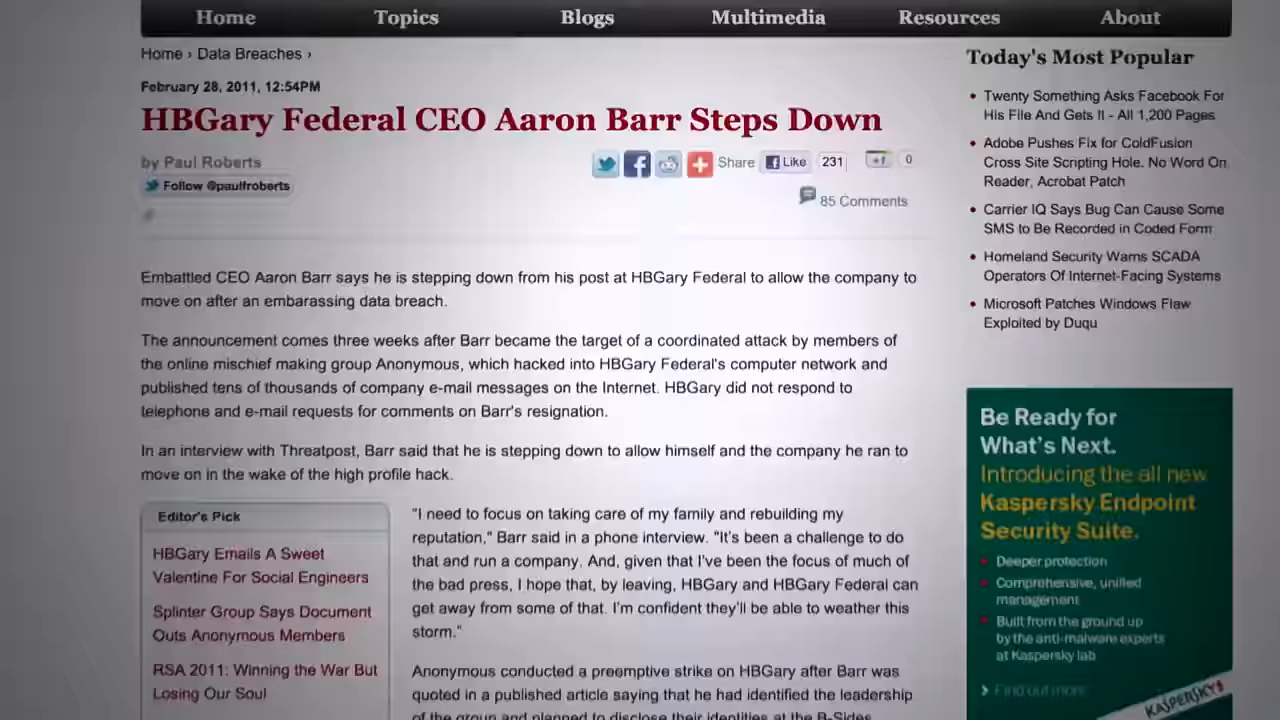 Home Topics Blogs Multimedia Resources About
Home › Data Breaches ›
February 28, 2011, 12:54PM
HBGary Federal CEO Aaron Barr Steps Down
by Paul Roberts
Follow @paulfroberts
Share Like 231 +1 0
85 Comments
Embattled CEO Aaron Barr says he is stepping down from his post at HBGary Federal to allow the company to
move on after an embarassing data breach.
The announcement comes three weeks after Barr became the target of a coordinated attack by members of
the online mischief making group Anonymous, which hacked into HBGary Federal's computer network and
published tens of thousands of company e-mail messages on the Internet. HBGary did not respond to
telephone and e-mail requests for comments on Barr's resignation.
In an interview with Threatpost, Barr said that he is stepping down to allow himself and the company he ran to
move on in the wake of the high profile hack.
Editor's Pick
HBGary Emails A Sweet
Valentine For Social Engineers
Splinter Group Says Document
Outs Anonymous Members
RSA 2011: Winning the War But
Losing Our Soul
"I need to focus on taking care of my family and rebuilding my
reputation," Barr said in a phone interview. "It's been a challenge to do
that and run a company. And, given that I've been the focus of much of
the bad press, I hope that, by leaving, HBGary and HBGary Federal can
get away from some of that. I'm confident they'll be able to weather this
storm."
Anonymous conducted a preemptive strike on HBGary after Barr was
quoted in a published article saying that he had identified the leadership
of the group and planned to disclose their identities at the B-Sides
Today's Most Popular
Twenty Something Asks Facebook For
His File And Gets It - All 1,200 Pages
Adobe Pushes Fix for ColdFusion
Cross Site Scripting Hole. No Word On
Reader, Acrobat Patch
Carrier IQ Says Bug Can Cause Some
SMS to Be Recorded in Coded Form
Homeland Security Warns SCADA
Operators Of Internet-Facing Systems
Microsoft Patches Windows Flaw
Exploited by Duqu
Be Ready for
What's Next.
Introducing the all new
Kaspersky Endpoint
Security Suite.
Deeper protection
Comprehensive, unified
management
Built from the ground up
by the anti-malware experts
at Kaspersky lab
Find out more
KASPERSKY